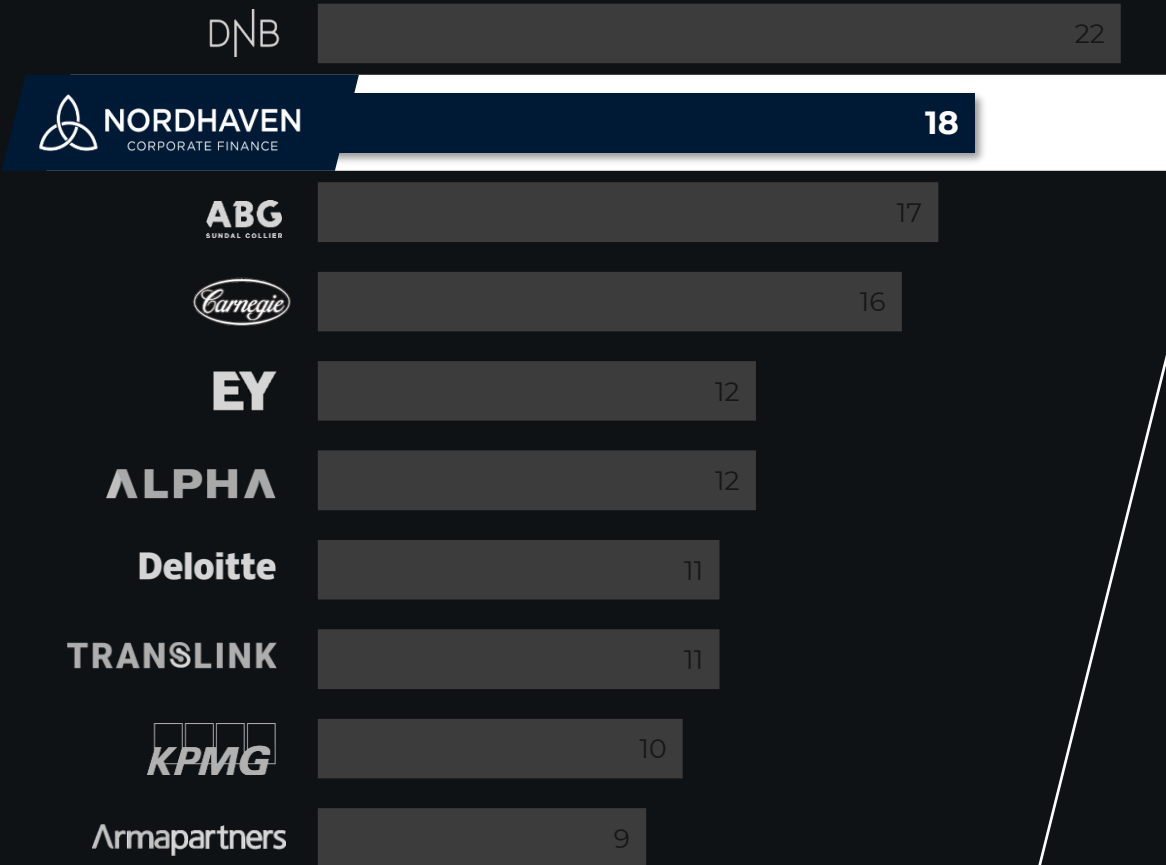 DNB
22
NORDHAVEN
CORPORATE FINANCE
18
ABG
SUNDAL COLLIER
17
Carnegie
16
EY
12
ALPHA
12
Deloitte
11
TRANSLINK
11
KPMG
10
Armapartners
9